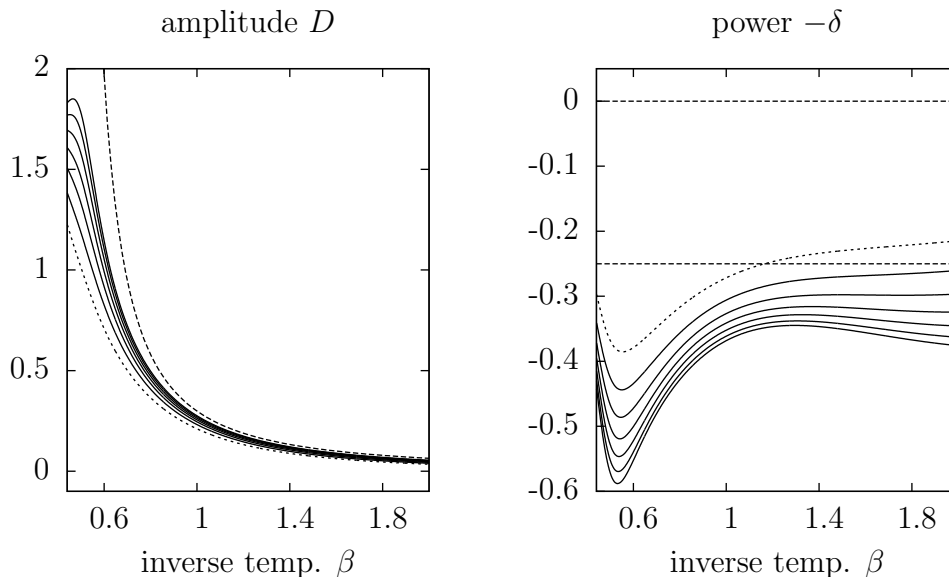 amplitude D
2
1.5
1
0.5
0
0.6 1 1.4 1.8
inverse temp. β
power −δ
0
-0.1
-0.2
-0.3
-0.4
-0.5
-0.6
0.6 1 1.4 1.8
inverse temp. β